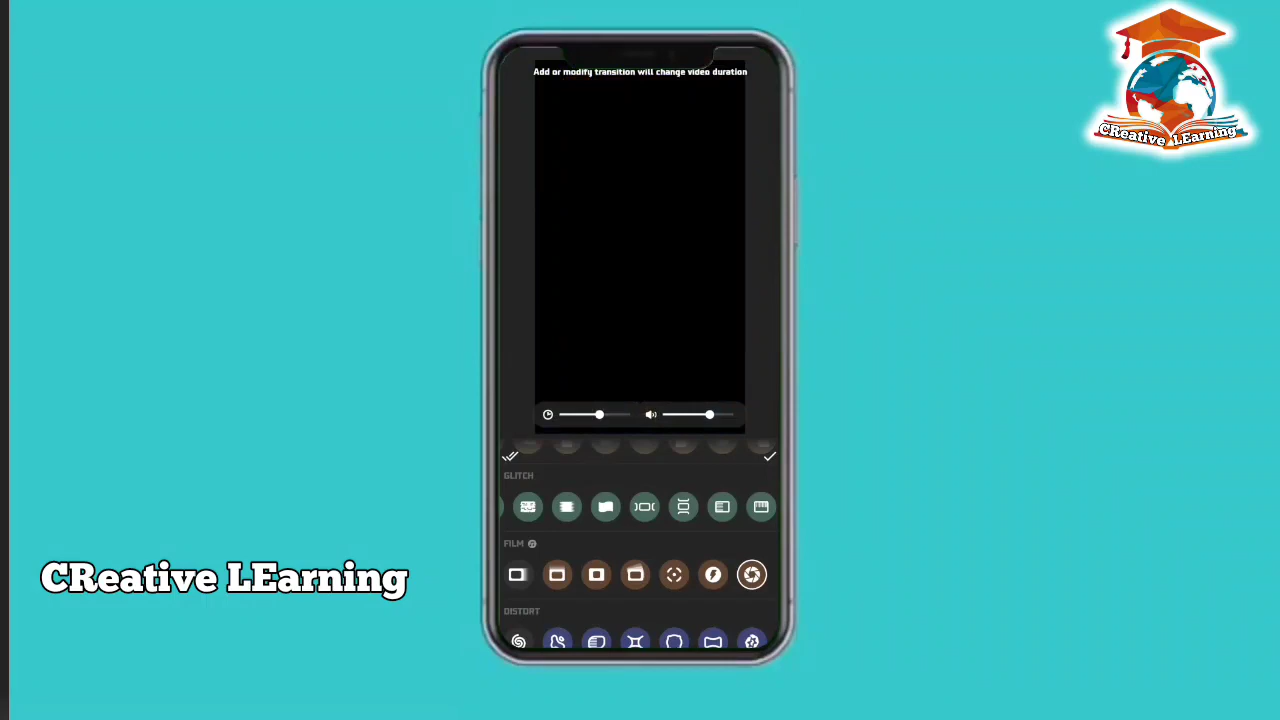 Add or modify transition will change video duration
CReative LEarning
GLITCH
FILM
DISTORT
CReative LEarning